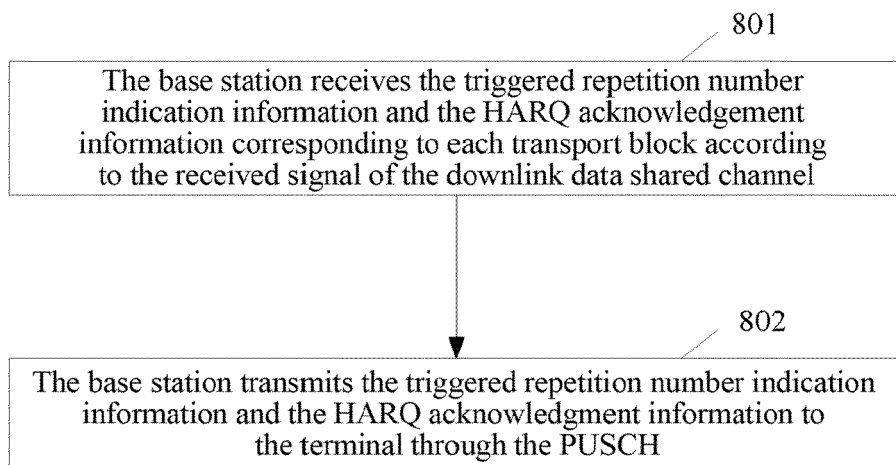 801
The base station receives the triggered repetition number
indication information and the HARQ acknowledgement
information corresponding to each transport block according
to the received signal of the downlink data shared channel
802
The base station transmits the triggered repetition number indication
information and the HARQ acknowledgment information to
the terminal through the PUSCH